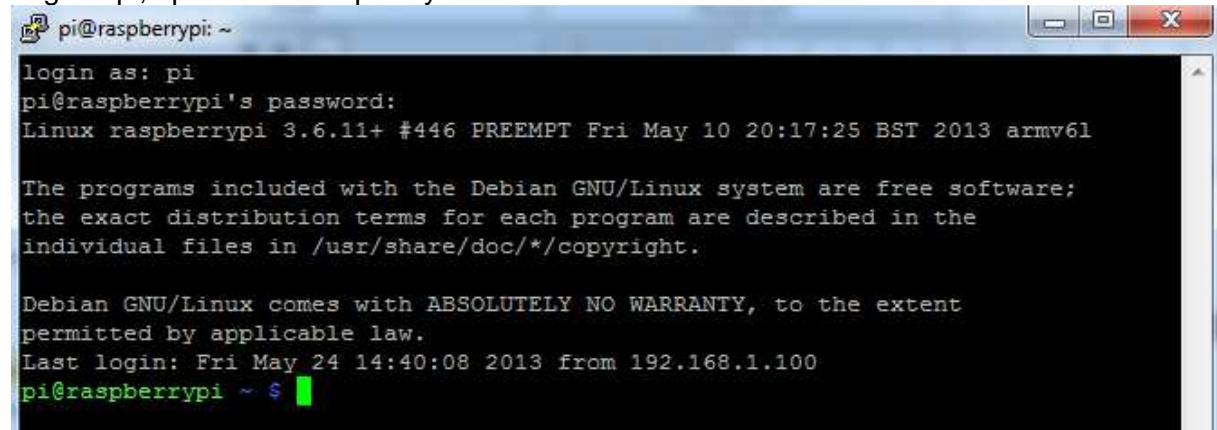 pi@raspberrypi: ~
login as: pi
pi@raspberrypi's password:
Linux raspberrypi 3.6.11+ #446 PREEMPT Fri May 10 20:17:25 BST 2013 armv6l
The programs included with the Debian GNU/Linux system are free software;
the exact distribution terms for each program are described in the
individual files in /usr/share/doc/*/copyright.
Debian GNU/Linux comes with ABSOLUTELY NO WARRANTY, to the extent
permitted by applicable law.
Last login: Fri May 24 14:40:08 2013 from 192.168.1.100
pi@raspberrypi ~ $